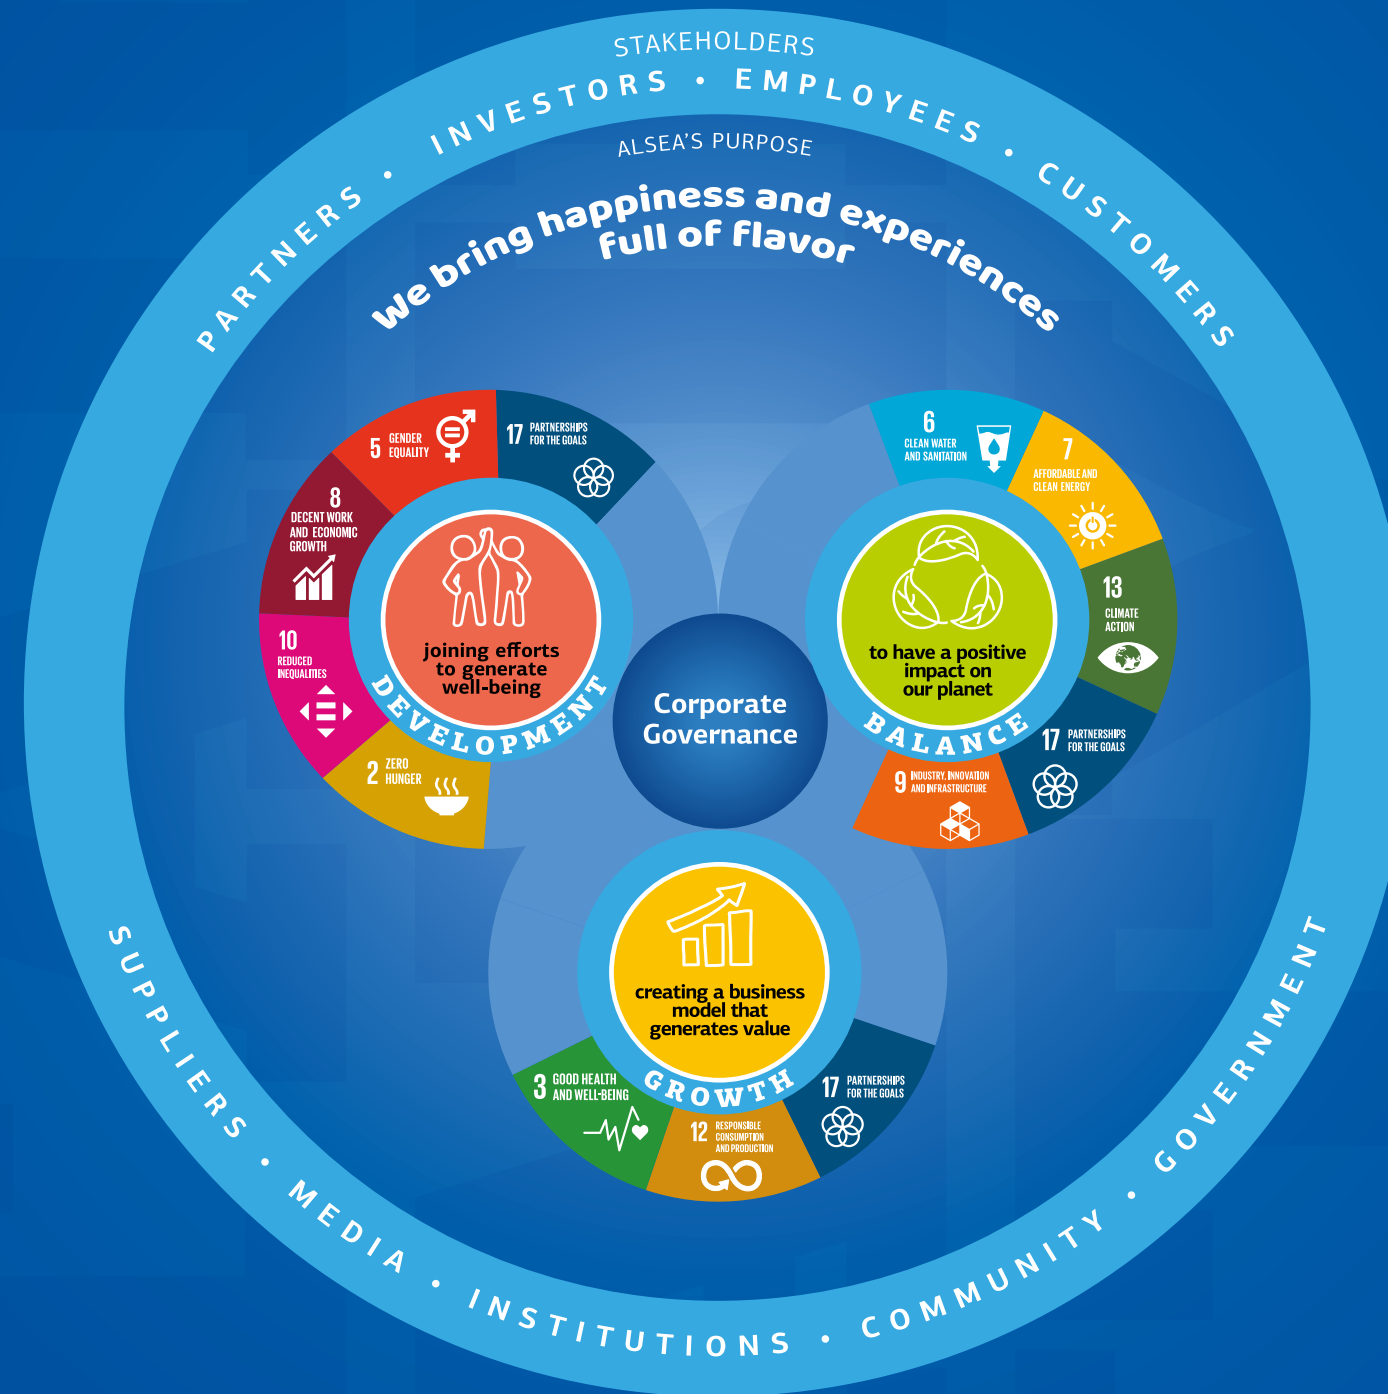 STAKEHOLDERS
PARTNERS • INVESTORS • EMPLOYEES • CUSTOMERS
ALSEA'S PURPOSE
We bring happiness and experiences
full of flavor
17 PARTNERSHIPS
FOR THE GOALS
5 GENDER
EQUALITY
8
DECENT WORK
AND ECONOMIC
GROWTH
10
REDUCED
INEQUALITIES
2 ZERO
HUNGER
joining efforts
to generate
well-being
DEVELOPMENT
6
CLEAN WATER
AND SANITATION
7
AFFORDABLE AND
CLEAN ENERGY
13
CLIMATE
ACTION
17 PARTNERSHIPS
FOR THE GOALS
9 INDUSTRY, INNOVATION
AND INFRASTRUCTURE
to have a positive
impact on
our planet
BALANCE
Corporate
Governance
creating a business
model that
generates value
GROWTH
3 GOOD HEALTH
AND WELL-BEING
12 RESPONSIBLE
CONSUMPTION
AND PRODUCTION
17 PARTNERSHIPS
FOR THE GOALS
SUPPLIERS • MEDIA • INSTITUTIONS • COMMUNITY • GOVERNMENT